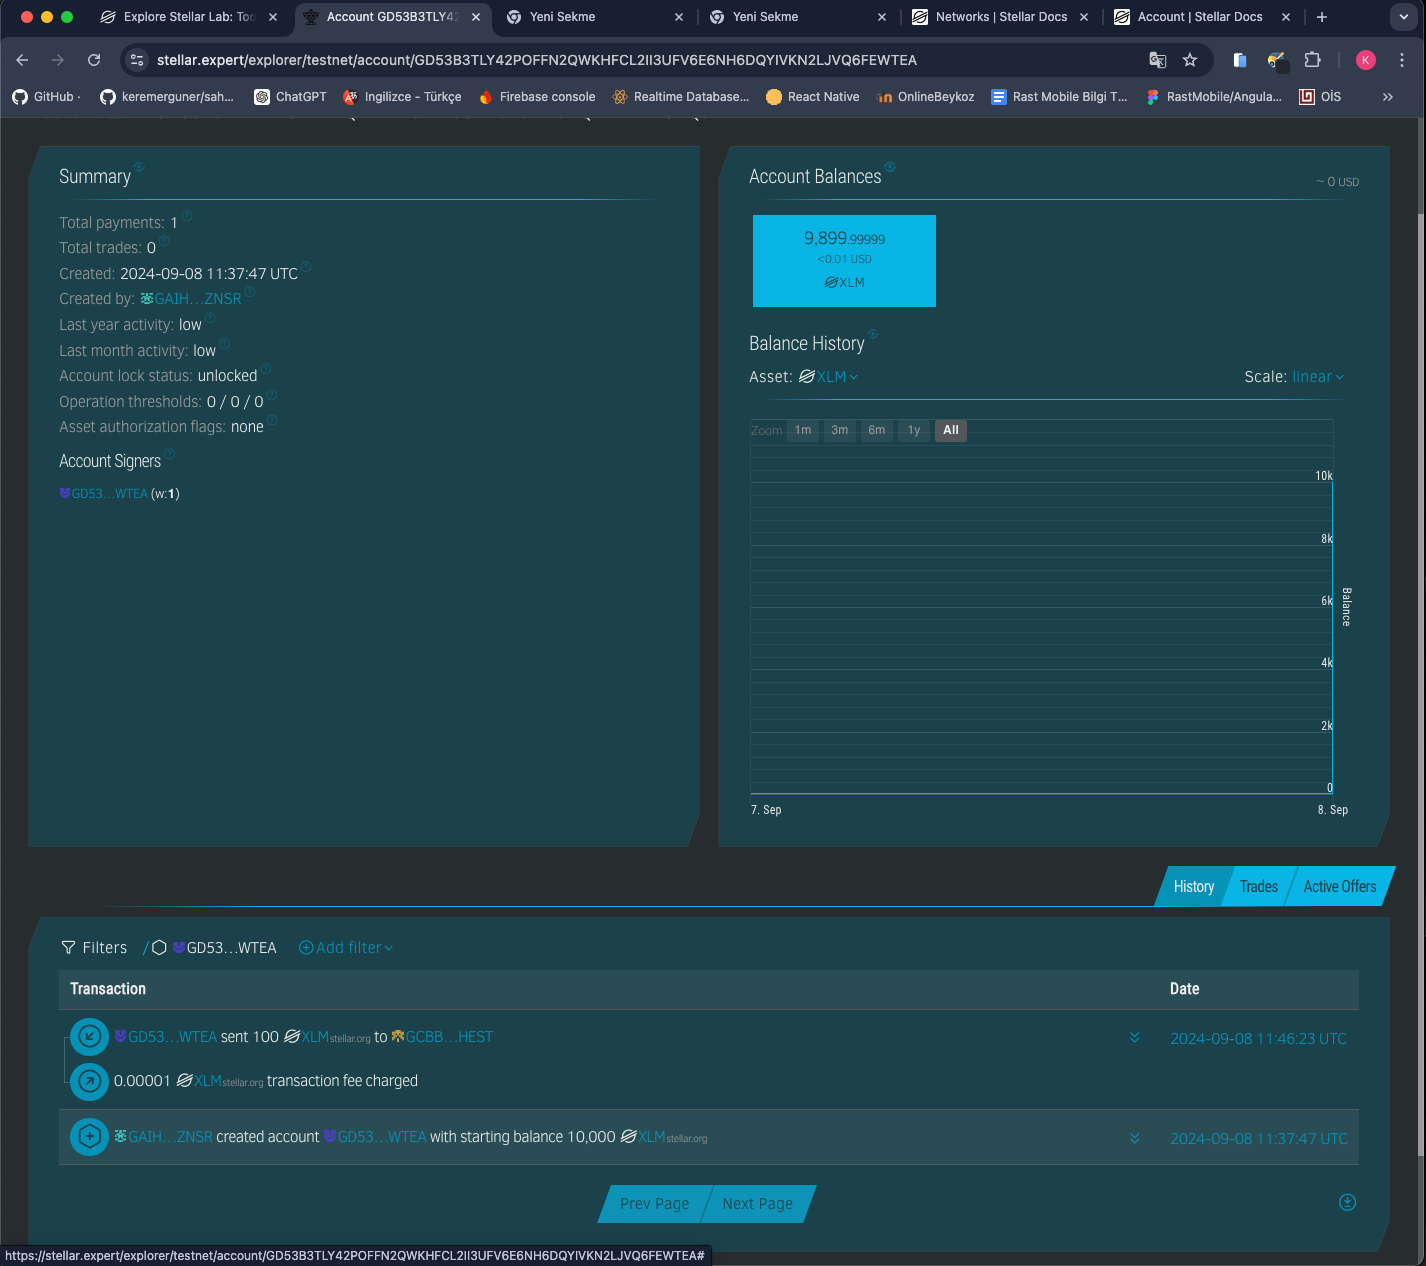 Explore Stellar Lab: Too
Account GD53B3TLY42
Yeni Sekme
Yeni Sekme
Networks | Stellar Docs
Account | Stellar Docs
stellar.expert/explorer/testnet/account/GD53B3TLY42POFFN2QWKHFCL2II3UFV6E6NH6DQYIVKN2LJVQ6FEWTEA
K
GitHub ·
keremerguner/sah...
ChatGPT
Ingilizce - Türkçe
Firebase console
Realtime Database...
React Native
OnlineBeykoz
Rast Mobile Bilgi T...
RastMobile/Angula...
OİS
Summary
Total payments: 1
Total trades: 0
Created: 2024-09-08 11:37:47 UTC
Created by: GAIH...ZNSR
Last year activity: low
Last month activity: low
Account lock status: unlocked
Operation thresholds: 0 / 0 / 0
Asset authorization flags: none
Account Signers
GD53...WTEA (w:1)
Account Balances
~ 0 USD
9,899.99999
<0.01 USD
XLM
Balance History
Asset: XLM
Scale: linear
Zoom 1m 3m 6m 1y All
10k
8k
6k
4k
2k
0
Balance
7. Sep
8. Sep
History
Trades
Active Offers
Filters / GD53...WTEA Add filter
Transaction
Date
GD53...WTEA sent 100 XLM stellar.org to GCBB...HEST
2024-09-08 11:46:23 UTC
0.00001 XLM stellar.org transaction fee charged
GAIH...ZNSR created account GD53...WTEA with starting balance 10,000 XLM stellar.org
2024-09-08 11:37:47 UTC
Prev Page
Next Page
https://stellar.expert/explorer/testnet/account/GD53B3TLY42POFFN2QWKHFCL2II3UFV6E6NH6DQYIVKN2LJVQ6FEWTEA#